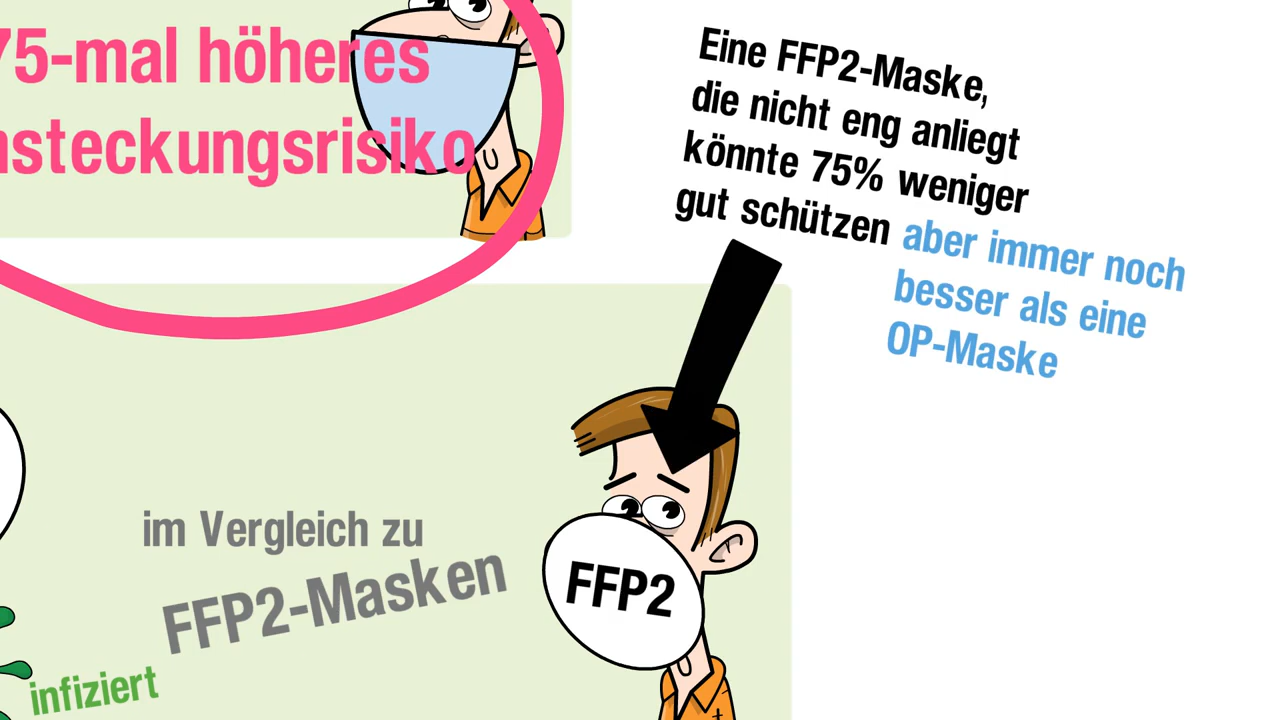 75-mal höheres
nsteckungsrisiko
Eine FFP2-Maske,
die nicht eng anliegt
könnte 75% weniger
gut schützen aber immer noch
besser als eine
OP-Maske
im Vergleich zu
FFP2-Masken
FFP2
infiziert